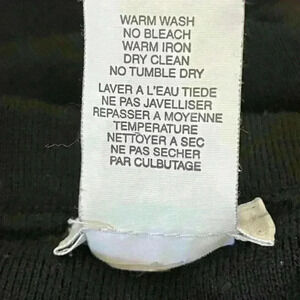 WARM WASH
NO BLEACH
WARM IRON
DRY CLEAN
NO TUMBLE DRY
LAVER A L'EAU TIEDE
NE PAS JAVELLISER
REPASSER A MOYENNE
TEMPERATURE
NETTOYER A SEC
NE PAS SECHER
PAR CULBUTAGE